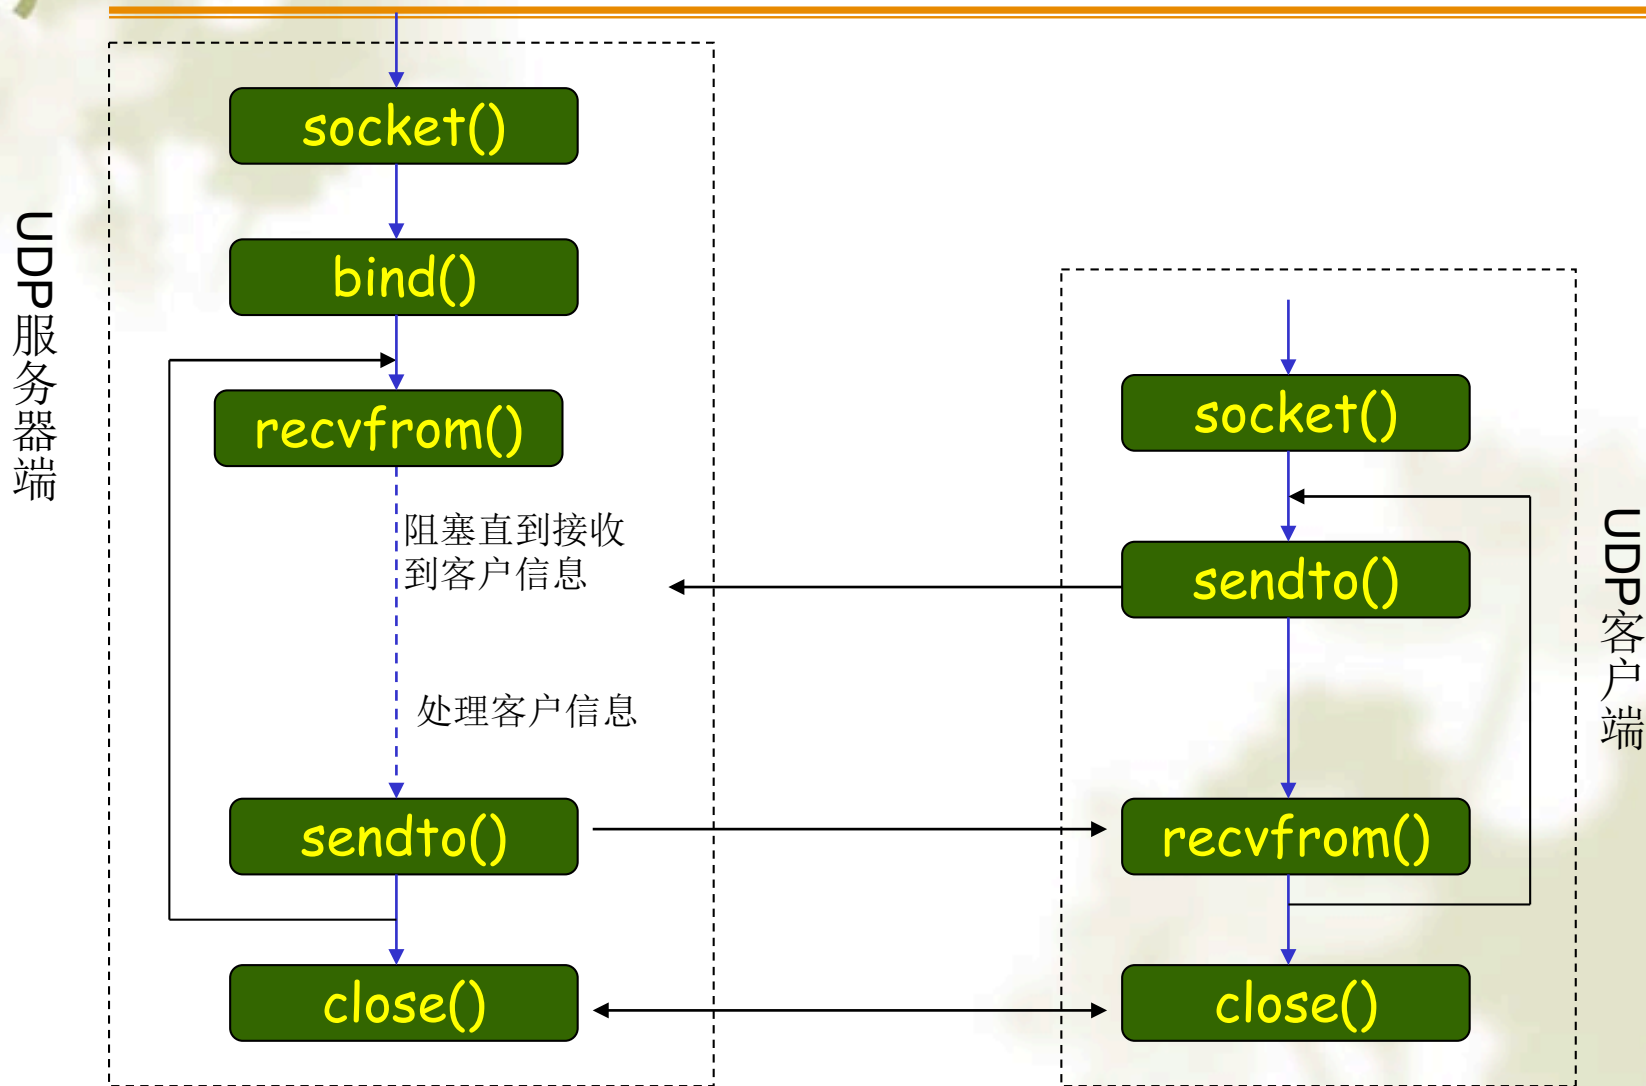 UDP服务器端
socket()
bind()
recvfrom()
阻塞直到接收
到客户信息
处理客户信息
sendto()
close()
socket()
sendto()
recvfrom()
close()
UDP客户端